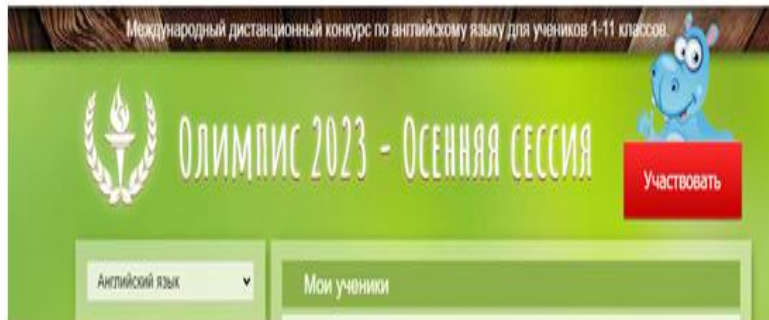 Международный дистанционный конкурс по английскому языку для учеников 1-11 классов.
Олимпис 2023 - Осенняя сессия
Участвовать
Английский язык
Мои ученики